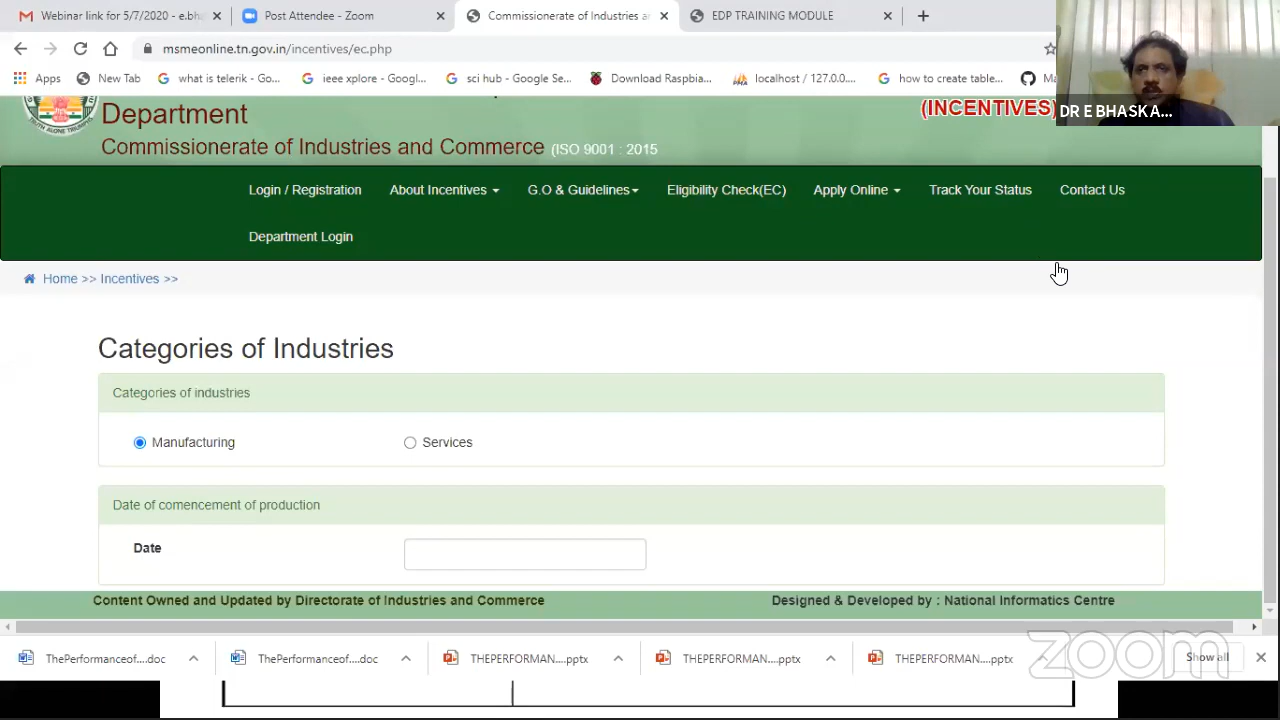 Webinar link for 5/7/2020 - e.bha
Post Attendee - Zoom
Commissionerate of Industries an
EDP TRAINING MODULE
msmeonline.tn.gov.in/incentives/ec.php
Apps
New Tab
what is telerik - Go...
ieee xplore - Googl...
sci hub - Google Se...
Download Raspbia...
localhost / 127.0.0....
how to create table...
Ma
DR E BHASKA...
Department
(INCENTIVES)
Commissionerate of Industries and Commerce (ISO 9001 : 2015
Login / Registration
About Incentives
G.O & Guidelines
Eligibility Check(EC)
Apply Online
Track Your Status
Contact Us
Department Login
Home >> Incentives >>
Categories of Industries
Categories of industries
Manufacturing
Services
Date of comencement of production
Date
Content Owned and Updated by Directorate of Industries and Commerce
Designed & Developed by : National Informatics Centre
ThePerformanceof....doc
ThePerformanceof....doc
THEPERFORMAN....pptx
THEPERFORMAN....pptx
THEPERFORMAN....pptx
Show all
zoom